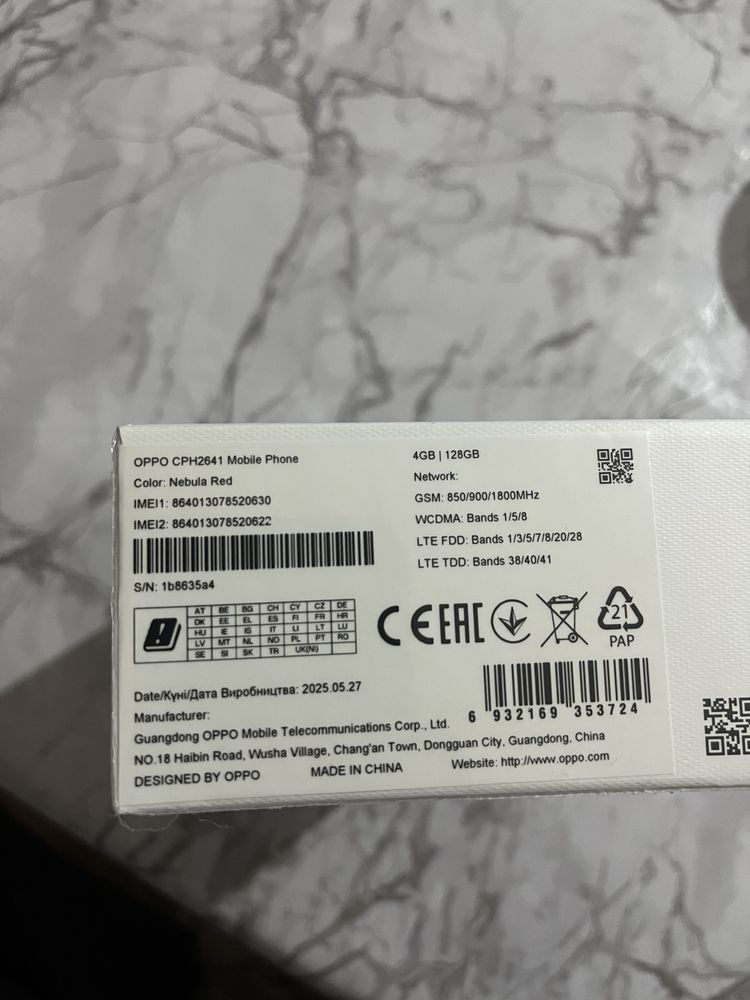 OPPO CPH2641 Mobile Phone
Color: Nebula Red
IMEI1: 864013078520630
IMEI2: 864013078520622
S/N: 1b8635a4
4GB | 128GB
Network:
GSM: 850/900/1800MHz
WCDMA: Bands 1/5/8
LTE FDD: Bands 1/3/5/7/8/20/28
LTE TDD: Bands 38/40/41
AT BE BG CH CY CZ DE
DK EE EL ES FI FR HR
HU IE IS IT LI LT LU
LV MT NL NO PL PT RO
SE SI SK TR UK(NI)
CE EAC
21
PAP
Date/Күні/Дата Виробництва: 2025.05.27
6 932169 353724
Manufacturer:
Guangdong OPPO Mobile Telecommunications Corp., Ltd.
NO.18 Haibin Road, Wusha Village, Chang'an Town, Dongguan City, Guangdong, China
DESIGNED BY OPPO MADE IN CHINA Website: http://www.oppo.com